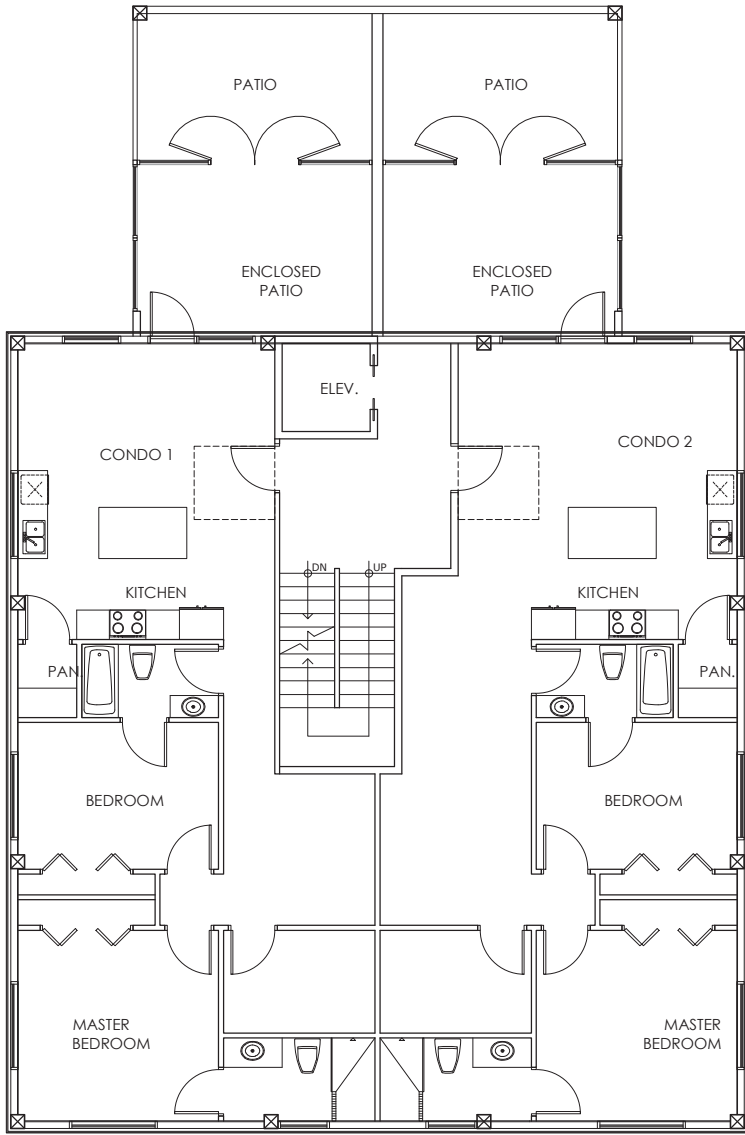 PATIO
PATIO
ENCLOSED
PATIO
ENCLOSED
PATIO
ELEV.
CONDO 1
CONDO 2
DN
UP
KITCHEN
KITCHEN
PAN.
PAN.
BEDROOM
BEDROOM
MASTER
BEDROOM
MASTER
BEDROOM